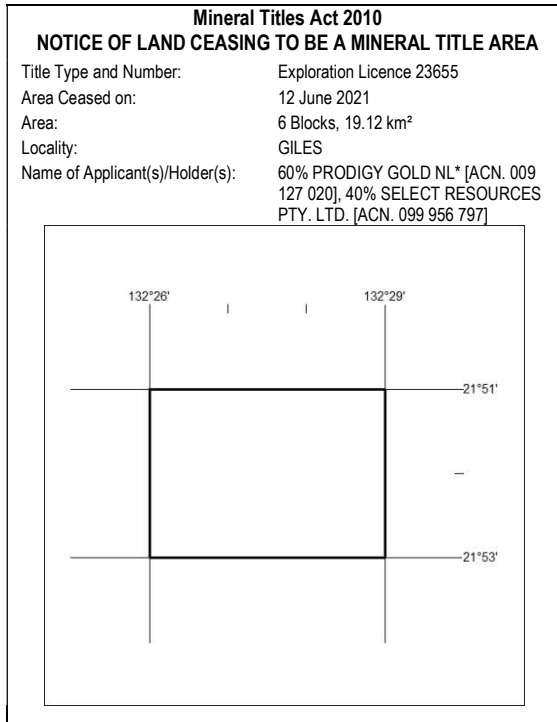 Mineral Titles Act 2010
NOTICE OF LAND CEASING TO BE A MINERAL TITLE AREA
Title Type and Number: Exploration Licence 23655
Area Ceased on: 12 June 2021
Area: 6 Blocks, 19.12 km²
Locality: GILES
Name of Applicant(s)/Holder(s): 60% PRODIGY GOLD NL* [ACN. 009
127 020], 40% SELECT RESOURCES
PTY. LTD. [ACN. 099 956 797]
132°26' 132°29'
21°51'
21°53'